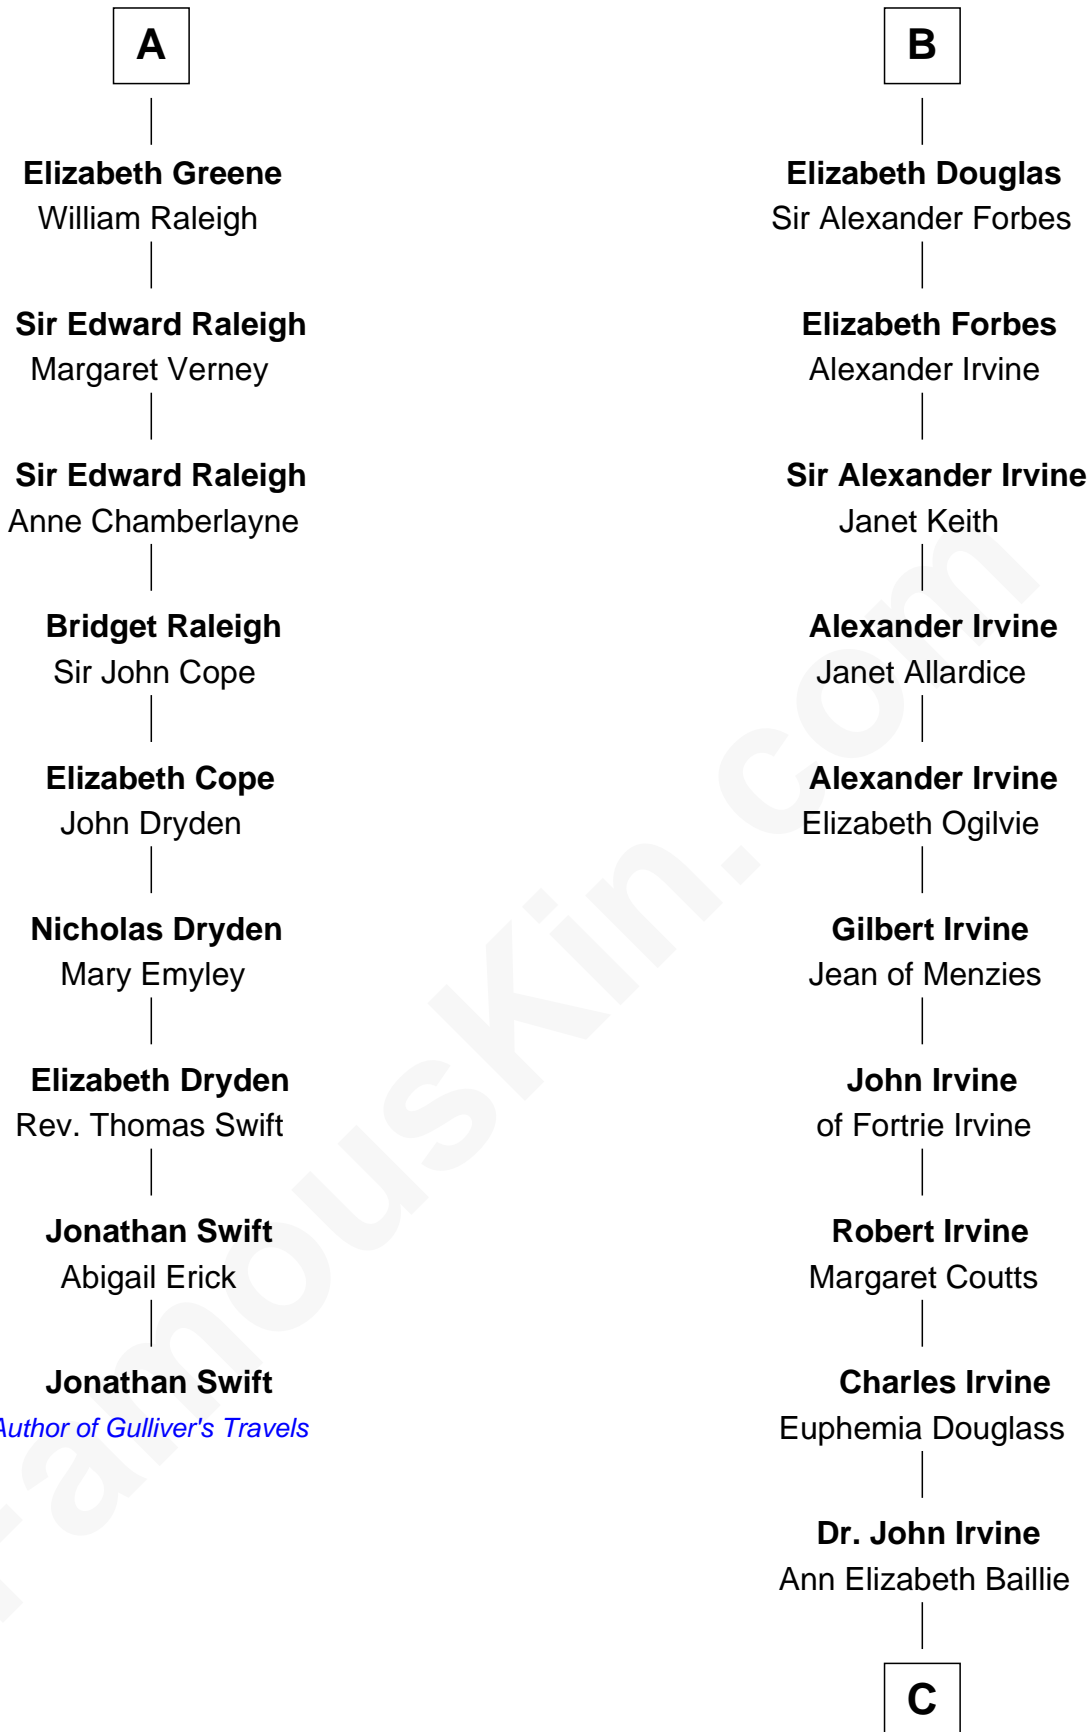 A
Elizabeth Greene
William Raleigh
Sir Edward Raleigh
Margaret Verney
Sir Edward Raleigh
Anne Chamberlayne
Bridget Raleigh
Sir John Cope
Elizabeth Cope
John Dryden
Nicholas Dryden
Mary Emyley
Elizabeth Dryden
Rev. Thomas Swift
Jonathan Swift
Abigail Erick
Jonathan Swift
Author of Gulliver's Travels
B
Elizabeth Douglas
Sir Alexander Forbes
Elizabeth Forbes
Alexander Irvine
Sir Alexander Irvine
Janet Keith
Alexander Irvine
Janet Allardice
Alexander Irvine
Elizabeth Ogilvie
Gilbert Irvine
Jean of Menzies
John Irvine
of Fortrie Irvine
Robert Irvine
Margaret Coutts
Charles Irvine
Euphemia Douglass
Dr. John Irvine
Ann Elizabeth Baillie
C
FamousKin.com